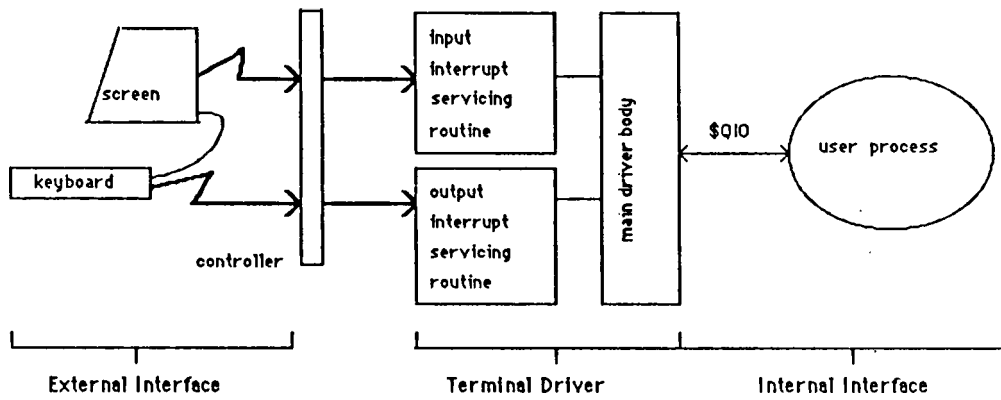 screen
keyboard
controller
input
interrupt
servicing
routine
output
interrupt
servicing
routine
main driver body
$QIO
user process
External Interface
Terminal Driver
Internal Interface